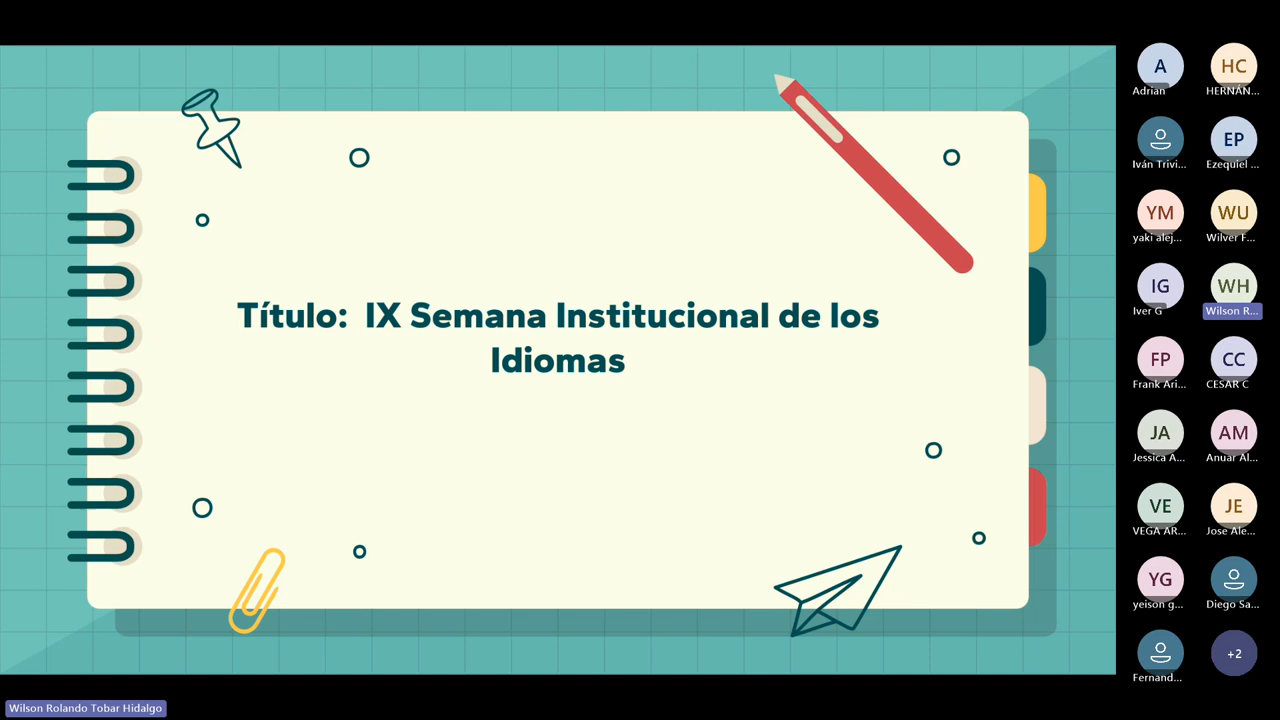 Título:  IX Semana Institucional de los
Idiomas
A
Adrian
HC
HERNÁN...
Iván Trivi...
EP
Ezequiel ...
YM
yaki alej...
WU
Wilver F...
IG
Iver G
WH
Wilson R...
FP
Frank Ari...
CC
CESAR C
JA
Jessica A...
AM
Anuar Al...
VE
VEGA AR...
JE
Jose Ale...
YG
yeison g...
Diego Sa...
Fernand...
+2
Wilson Rolando Tobar Hidalgo